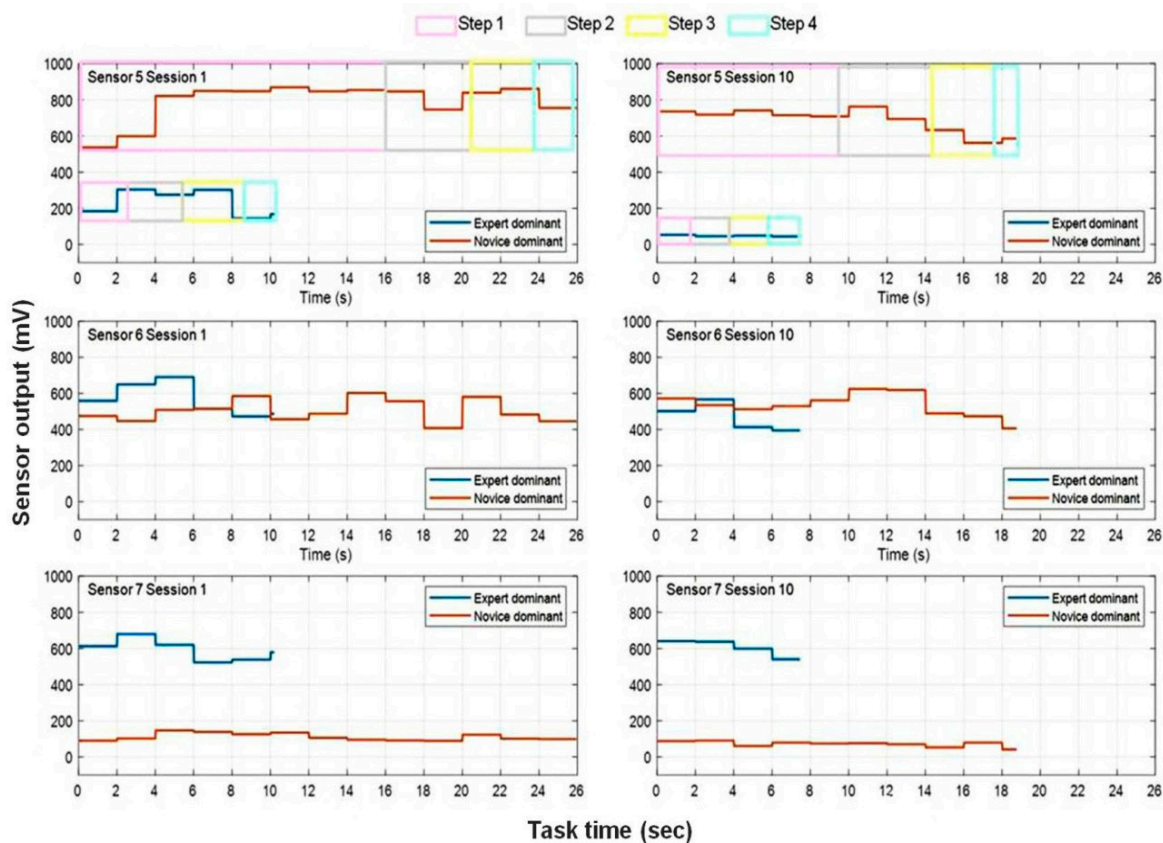 Step 1 Step 2 Step 3 Step 4
Sensor output (mV)
Sensor 5 Session 1
1000
800
600
400
200
0
Expert dominant
Novice dominant
0 2 4 6 8 10 12 14 16 18 20 22 24 26
Time (s)
Sensor 5 Session 10
1000
800
600
400
200
0
Expert dominant
Novice dominant
0 2 4 6 8 10 12 14 16 18 20 22 24 26
Time (s)
Sensor 6 Session 1
1000
800
600
400
200
0
Expert dominant
Novice dominant
0 2 4 6 8 10 12 14 16 18 20 22 24 26
Time (s)
Sensor 6 Session 10
1000
800
600
400
200
0
Expert dominant
Novice dominant
0 2 4 6 8 10 12 14 16 18 20 22 24 26
Time (s)
Sensor 7 Session 1
1000
800
600
400
200
0
Expert dominant
Novice dominant
0 2 4 6 8 10 12 14 16 18 20 22 24 26
Sensor 7 Session 10
1000
800
600
400
200
0
Expert dominant
Novice dominant
0 2 4 6 8 10 12 14 16 18 20 22 24 26
Task time (sec)